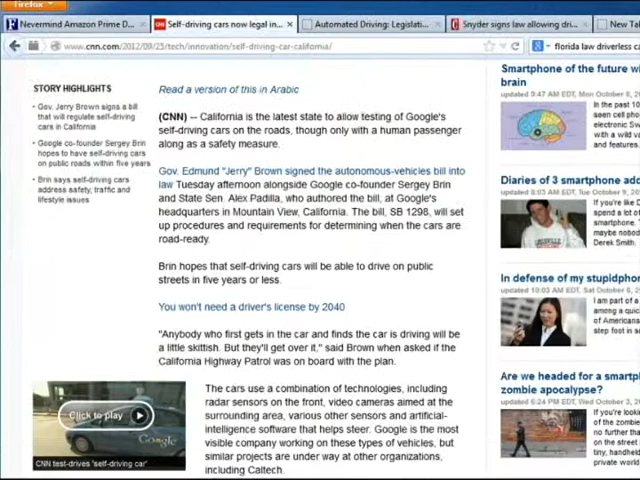 Firefox
Nevermind Amazon Prime D...
Self-driving cars now legal in...
Automated Driving: Legislati...
Snyder signs law allowing dri...
New Tal
www.cnn.com/2012/09/25/tech/innovation/self-driving-car-california/
florida law driverless c
STORY HIGHLIGHTS
Gov. Jerry Brown signs a bill
that will regulate self-driving
cars in California
Google co-founder Sergey Brin
hopes to have self-driving cars
on public roads within five years
Brin says self-driving cars
address safety, traffic and
lifestyle issues
Read a version of this in Arabic
(CNN) -- California is the latest state to allow testing of Google's
self-driving cars on the roads, though only with a human passenger
along as a safety measure.
Gov. Edmund "Jerry" Brown signed the autonomous-vehicles bill into
law Tuesday afternoon alongside Google co-founder Sergey Brin
and State Sen. Alex Padilla, who authored the bill, at Google's
headquarters in Mountain View, California. The bill, SB 1298, will set
up procedures and requirements for determining when the cars are
road-ready.
Brin hopes that self-driving cars will be able to drive on public
streets in five years or less.
You won't need a driver's license by 2040
"Anybody who first gets in the car and finds the car is driving will be
a little skittish. But they'll get over it," said Brown when asked if the
California Highway Patrol was on board with the plan.
Click to play
Google
CNN test-drives 'self-driving car'
The cars use a combination of technologies, including
radar sensors on the front, video cameras aimed at the
surrounding area, various other sensors and artificial-
intelligence software that helps steer. Google is the most
visible company working on these types of vehicles, but
similar projects are under way at other organizations,
including Caltech.
Smartphone of the future wi
brain
updated 9:47 AM EDT, Mon October 8,
In the past 10
seen cell phon
with a wild va
and features.
Diaries of 3 smartphone add
updated 8:03 AM EDT, Tue October 9,
If you're like D
spend a lot of
smartphone.
maybe nobod
Derek Smith.
In defense of my stupidphon
updated 10:03 AM EDT, Sat October 6,
I am part of a
among a quic
of Americans
step foot in s
Are we headed for a smartpl
zombie apocalypse?
updated 6:24 PM EDT, Wed October 3,
If you're looki
of the zombie
no further tha
on the street
tiny, handheld
private world